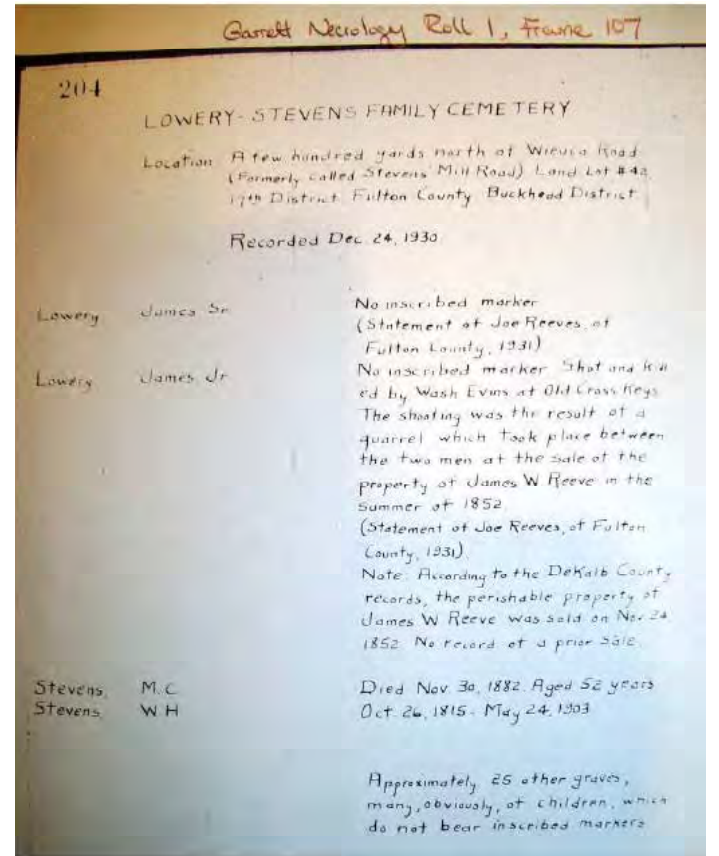 Garrett Necrology Roll 1, Frame 107
204
LOWERY-STEVENS FAMILY CEMETERY
Location A few hundred yards north of Wieuca Road
(Formerly called Stevens' Mill Road) Land Lot #42
17th District Fulton County Buckhead District
Recorded Dec. 24, 1930
Lowery James Sr No inscribed marker
(Statement of Joe Reeves, of
Fulton County, 1931)
Lowery James Jr No inscribed marker Shot and kill
ed by Wash Evins at Old Cross Keys
The shooting was the result of a
quarrel which took place between
the two men at the sale of the
property of James W Reeve in the
Summer of 1852
(Statement of Joe Reeves, of Fulton
County, 1931)
Note: According to the DeKalb County
records, the perishable property of
James W Reeve was sold on Nov 24,
1852 No record of a prior sale.
Stevens, M.C. Died Nov. 30, 1882. Aged 52 years
Stevens W H Oct. 26, 1815 - May 24, 1903
Approximately 25 other graves,
many, obviously, of children, which
do not bear inscribed markers